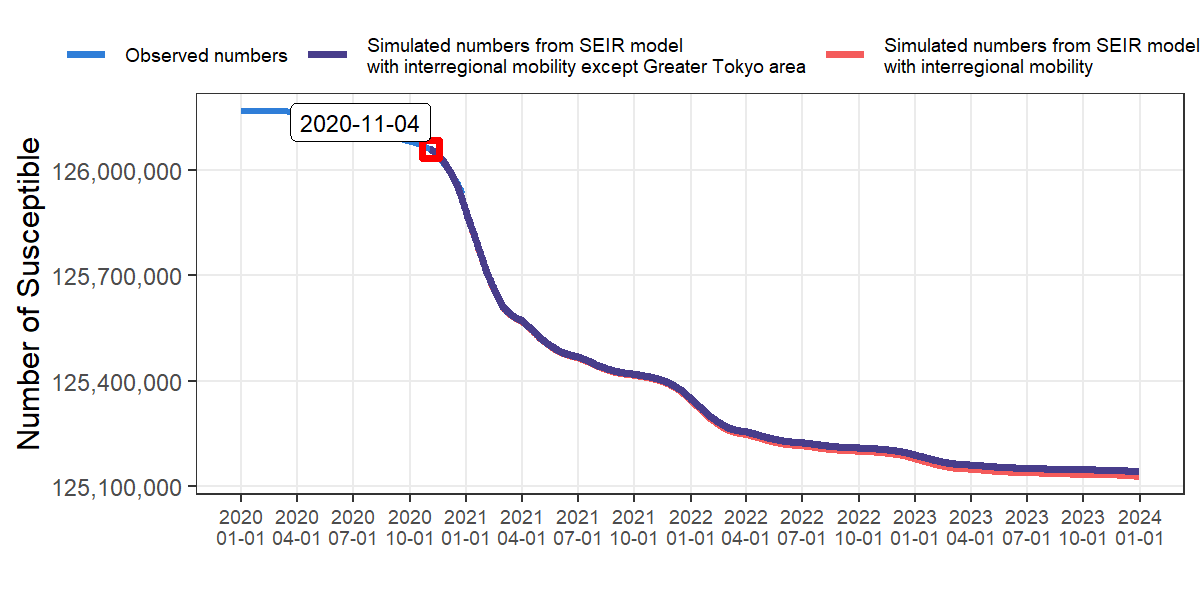 Observed numbers
Simulated numbers from SEIR model
with interregional mobility except Greater Tokyo area
Simulated numbers from SEIR model
with interregional mobility
2020-11-04
Number of Susceptible
126,000,000
125,700,000
125,400,000
125,100,000
2020 2020 2020 2020 2021 2021 2021 2021 2022 2022 2022 2022 2023 2023 2023 2023 2024
01-01 04-01 07-01 10-01 01-01 04-01 07-01 10-01 01-01 04-01 07-01 10-01 01-01 04-01 07-01 10-01 01-01